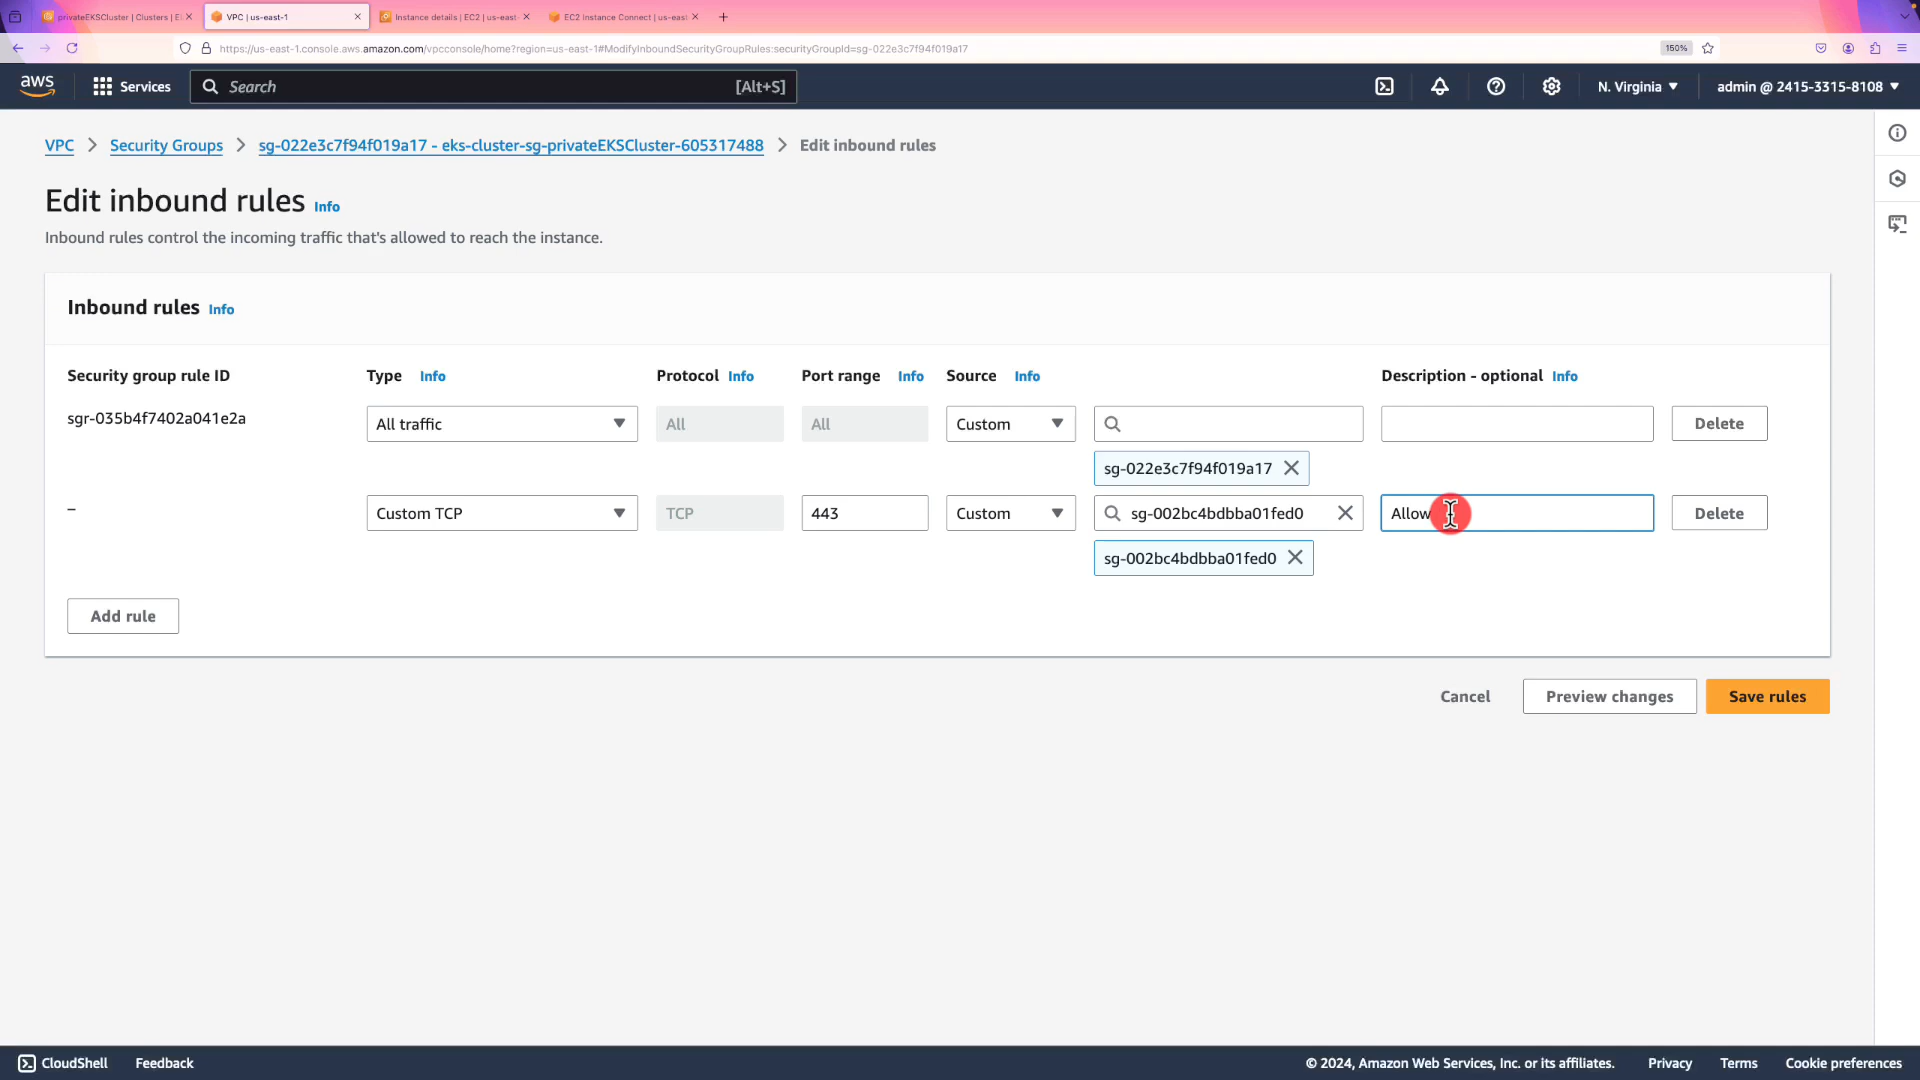 privateEKSCluster | Clusters | E
VPC | us-east-1
Instance details | EC2 | us-east-
EC2 Instance Connect | us-east
https://us-east-1.console.aws.amazon.com/vpcconsole/home?region=us-east-1#ModifyInboundSecurityGroupRules:securityGroupId=sg-022e3c7f94f019a17
150%
aws
Services
Search
[Alt+S]
N. Virginia
admin @ 2415-3315-8108
VPC > Security Groups > sg-022e3c7f94f019a17 - eks-cluster-sg-privateEKSCluster-605317488 > Edit inbound rules
Edit inbound rules Info
Inbound rules control the incoming traffic that's allowed to reach the instance.
Inbound rules Info
Security group rule ID Type Info Protocol Info Port range Info Source Info Description - optional Info
sgr-035b4f7402a041e2a All traffic All All Custom Delete
sg-022e3c7f94f019a17
– Custom TCP TCP 443 Custom sg-002bc4bdbba01fed0 Allow Delete
sg-002bc4bdbba01fed0
Add rule
Cancel Preview changes Save rules
CloudShell Feedback © 2024, Amazon Web Services, Inc. or its affiliates. Privacy Terms Cookie preferences